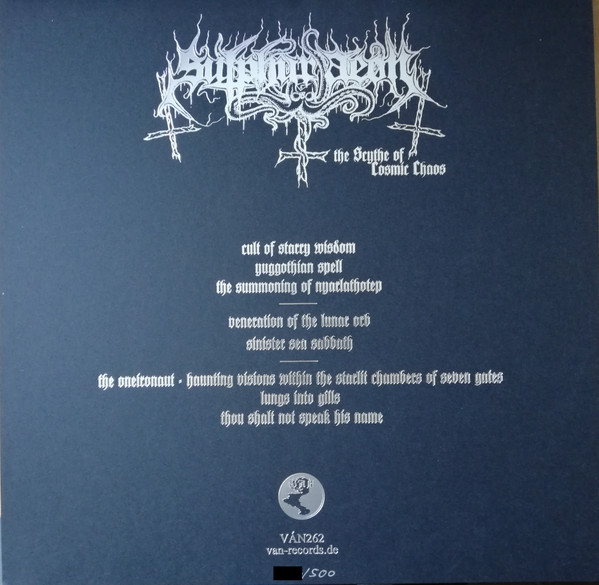 Sulphur Aeon
the Scythe of
Cosmic Chaos
cult of starry wisdom
yuggothian spell
the summoning of nyarlathotep
veneration of the lunar orb
sinister sea sabbath
the oneironaut - haunting visions within the starlit chambers of seven gates
lungs into gills
thou shalt not speak his name
VÁN
VÁN262
van-records.de
/500